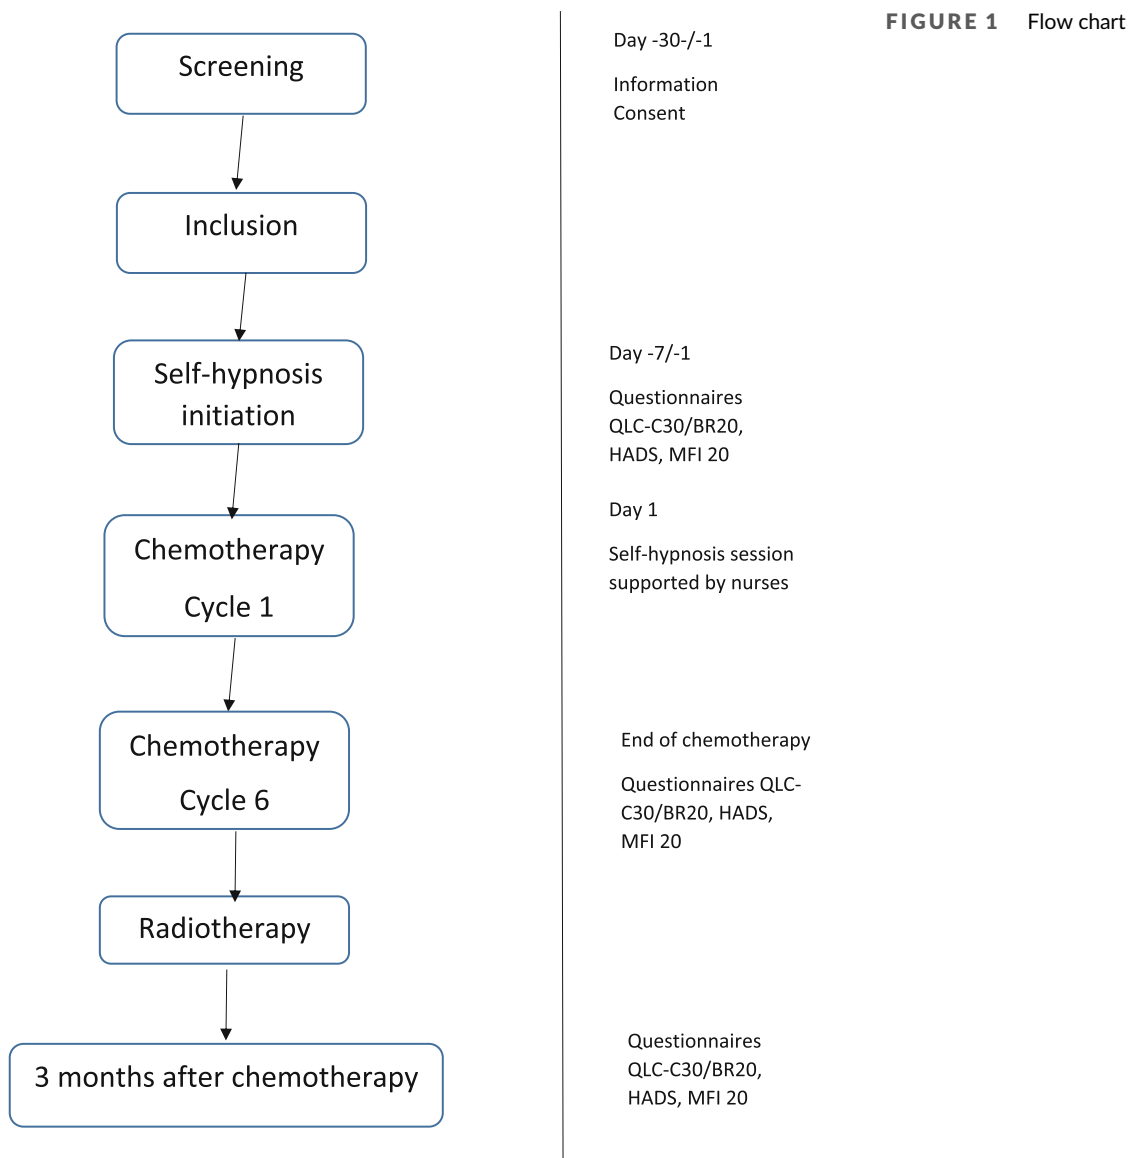 FIGURE 1 Flow chart
Screening
Day -30-/-1
Information
Consent
Inclusion
Self-hypnosis
initiation
Day -7/-1
Questionnaires
QLC-C30/BR20,
HADS, MFI 20
Chemotherapy
Cycle 1
Day 1
Self-hypnosis session
supported by nurses
Chemotherapy
Cycle 6
End of chemotherapy
Questionnaires QLC-
C30/BR20, HADS,
MFI 20
Radiotherapy
3 months after chemotherapy
Questionnaires
QLC-C30/BR20,
HADS, MFI 20